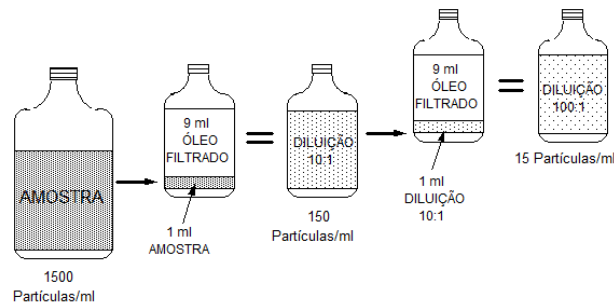 AMOSTRA
1500
Partículas/ml
9 ml
ÓLEO
FILTRADO
1 ml
AMOSTRA
=
DILUIÇÃO
10:1
150
Partículas/ml
9 ml
ÓLEO
FILTRADO
1 ml
DILUIÇÃO
10:1
=
DILUIÇÃO
100:1
15 Partículas/ml